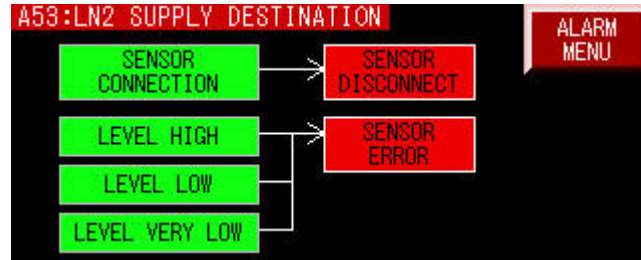 A53:LN2 SUPPLY DESTINATION
ALARM
MENU
SENSOR
CONNECTION
SENSOR
DISCONNECT
LEVEL HIGH
SENSOR
ERROR
LEVEL LOW
LEVEL VERY LOW